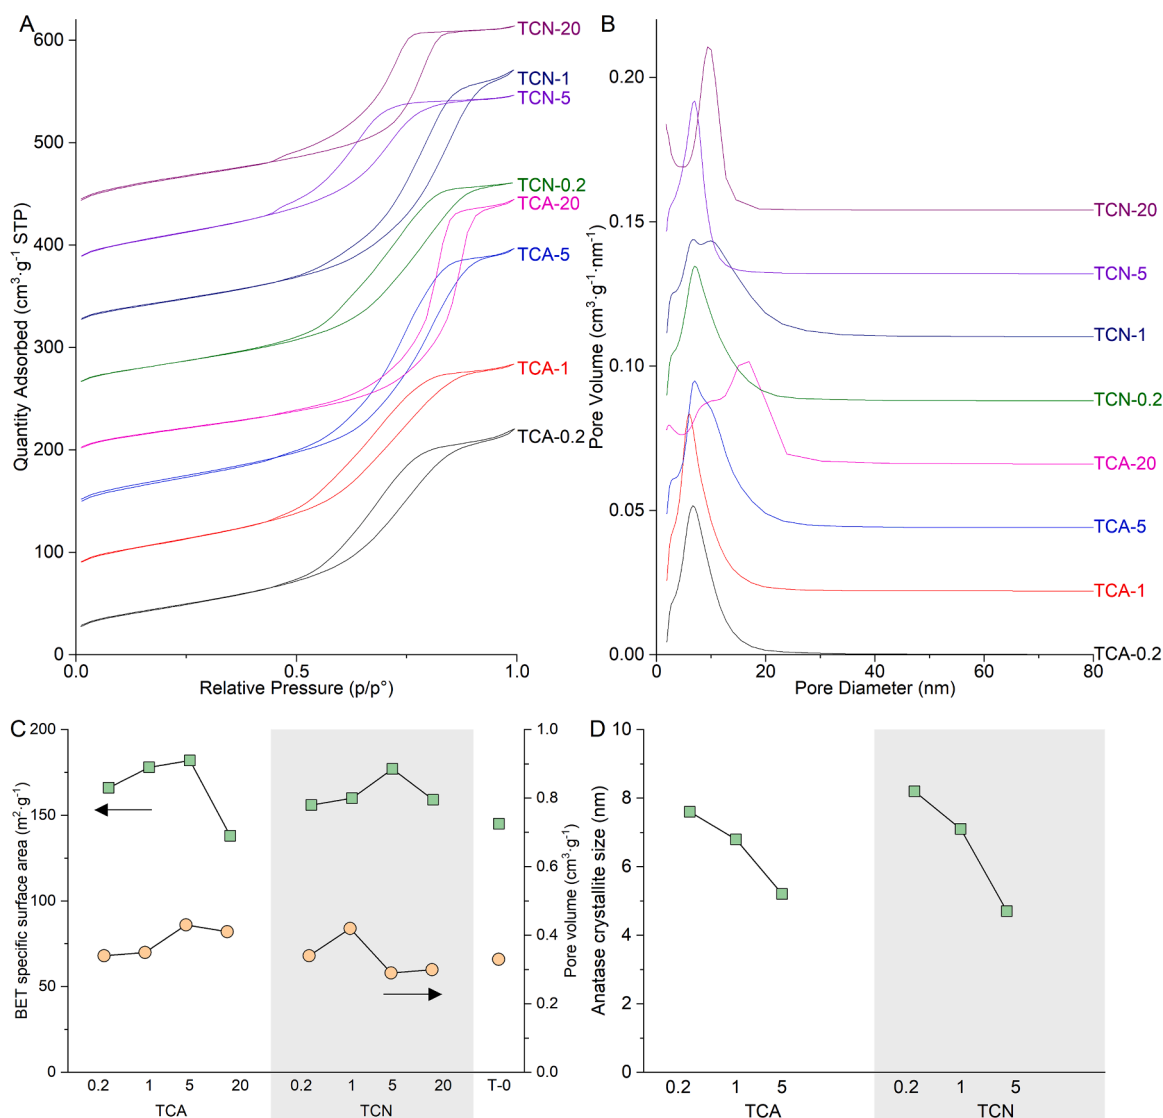 A
Quantity Adsorbed (cm³·g⁻¹ STP)
600
500
400
300
200
100
0
0.0
0.5
1.0
Relative Pressure (p/p°)
TCN-20
TCN-1
TCN-5
TCN-0.2
TCA-20
TCA-5
TCA-1
TCA-0.2
B
Pore Volume (cm³·g⁻¹·nm⁻¹)
0.20
0.15
0.10
0.05
0.00
0
20
40
60
80
Pore Diameter (nm)
TCN-20
TCN-5
TCN-1
TCN-0.2
TCA-20
TCA-5
TCA-1
TCA-0.2
C
BET specific surface area (m²·g⁻¹)
200
150
100
50
0
0.2 1 5 20
TCA
0.2 1 5 20
TCN
T-0
1.0
0.8
0.6
0.4
0.2
0.0
Pore volume (cm³·g⁻¹)
D
Anatase crystallite size (nm)
10
8
6
4
2
0
0.2 1 5
TCA
0.2 1 5
TCN